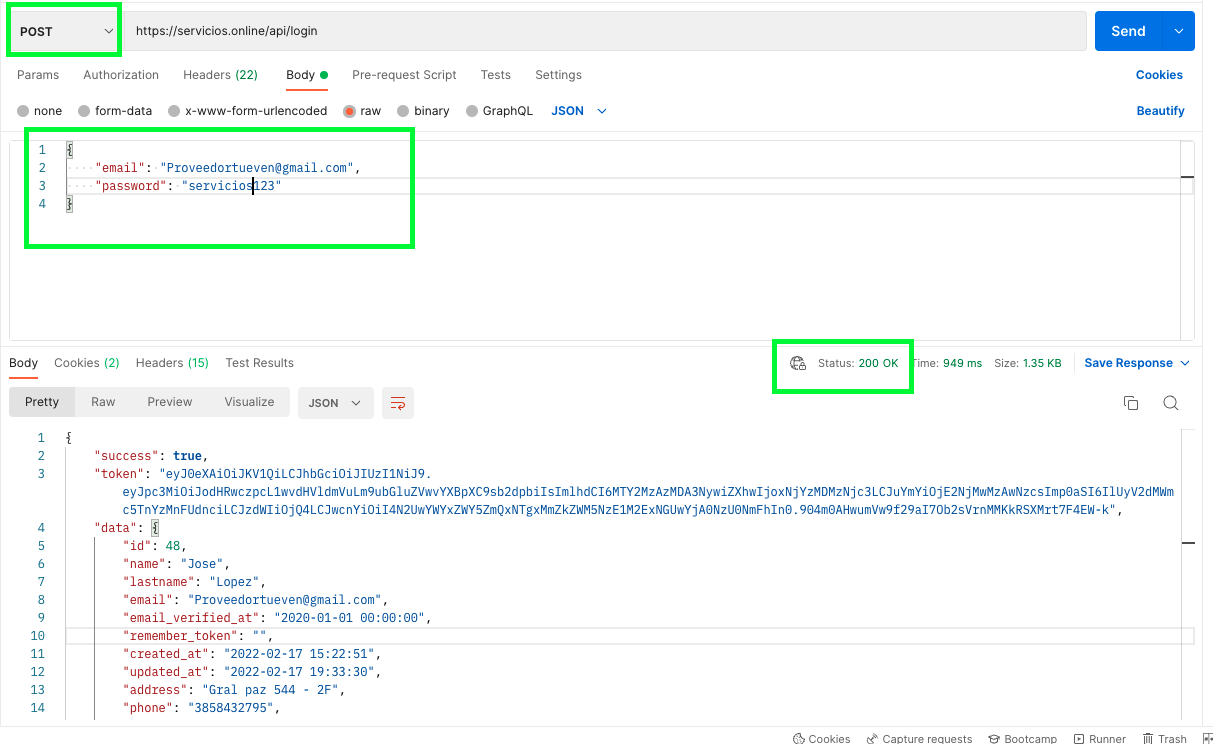 POST
https://servicios.online/api/login
Send
Params Authorization Headers (22) Body Pre-request Script Tests Settings Cookies
none form-data x-www-form-urlencoded raw binary GraphQL JSON Beautify
1 {
2 "email": "Proveedortueven@gmail.com",
3 "password": "servicios123"
4 }
Body Cookies (2) Headers (15) Test Results Status: 200 OK Time: 949 ms Size: 1.35 KB Save Response
Pretty Raw Preview Visualize JSON
1 {
2 "success": true,
3 "token": "eyJ0eXAiOiJKV1QiLCJhbGciOiJIUzI1NiJ9.
eyJpc3MiOiJodHRwczpcL1wvdHVldmVuLm9ubGluZVwvYXBpXC9sb2dpbiIsImlhdCI6MTY2MzAzMDA3NywiZXhwIjoxNjYzMDMzNjc3LCJuYmYiOjE2NjMwMzAwNzcsImp0aSI6IlUyV2dMWm
c5TnYzMnFUdnciLCJzdWIiOjQ4LCJwcnYiOiI4N2UwYWYxZWY5ZmQxNTgxMmZkZWM5NzE1M2ExNGUwYjA0NzU0NmFhIn0.904m0AHwumVw9f29aI7Ob2sVrnMMKkRSXMrt7F4EW-k",
4 "data": {
5 "id": 48,
6 "name": "Jose",
7 "lastname": "Lopez",
8 "email": "Proveedortueven@gmail.com",
9 "email_verified_at": "2020-01-01 00:00:00",
10 "remember_token": "",
11 "created_at": "2022-02-17 15:22:51",
12 "updated_at": "2022-02-17 19:33:30",
13 "address": "Gral paz 544 - 2F",
14 "phone": "3858432795",
Cookies Capture requests Bootcamp Runner Trash